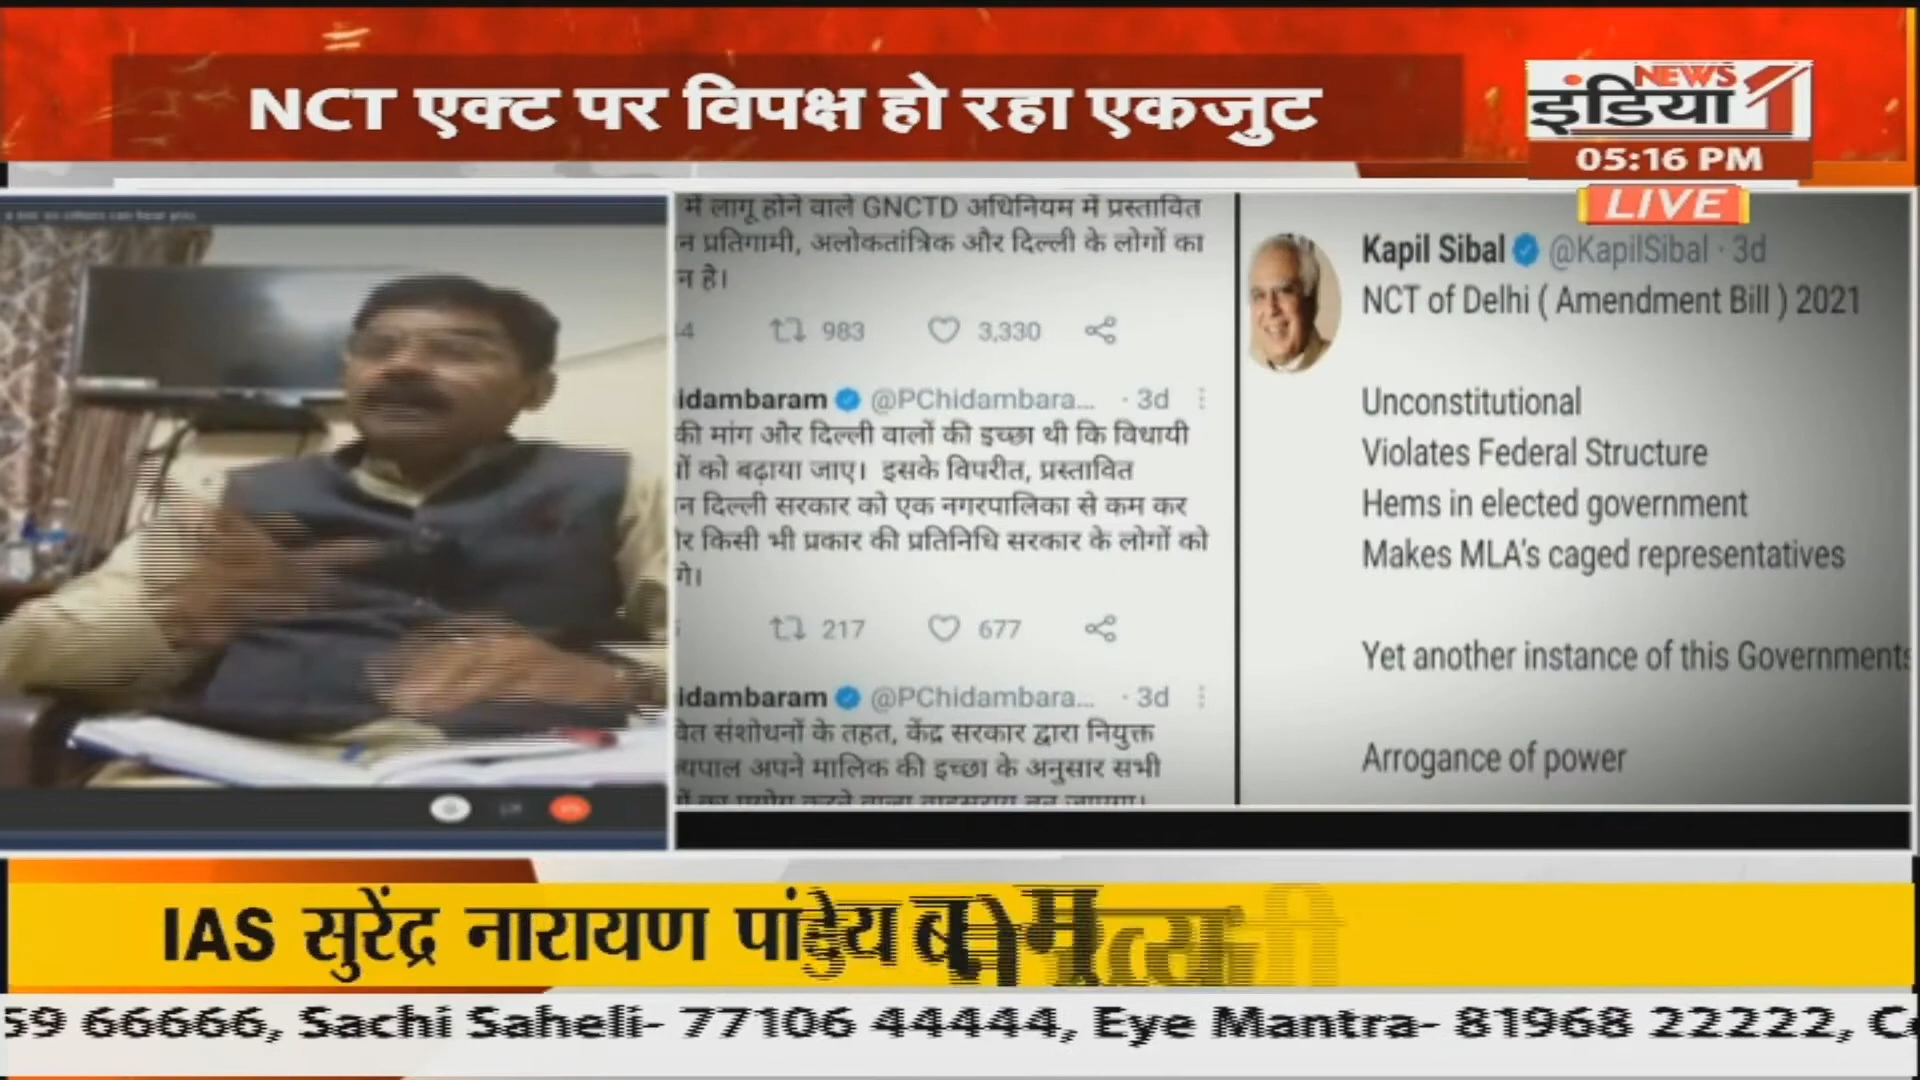 NCT एक्ट पर विपक्ष हो रहा एकजुट
NEWS
इंडिया 1
05:16 PM
LIVE
में लागू होने वाले GNCTD अधिनियम में प्रस्तावित
न प्रतिगामी, अलोकतांत्रिक और दिल्ली के लोगों का
न है।
4 983 3,330
idambaram @PChidambara... · 3d
की मांग और दिल्ली वालों की इच्छा थी कि विधायी
ों को बढ़ाया जाए। इसके विपरीत, प्रस्तावित
न दिल्ली सरकार को एक नगरपालिका से कम कर
र किसी भी प्रकार की प्रतिनिधि सरकार के लोगों को
गे।
217 677
idambaram @PChidambara... · 3d
वित संशोधनों के तहत, केंद्र सरकार द्वारा नियुक्त
यपाल अपने मालिक की इच्छा के अनुसार सभी
Kapil Sibal @KapilSibal · 3d
NCT of Delhi ( Amendment Bill ) 2021
Unconstitutional
Violates Federal Structure
Hems in elected government
Makes MLA's caged representatives
Yet another instance of this Governments
Arrogance of power
IAS सुरेंद्र नारायण पांडेय
59 66666, Sachi Saheli- 77106 44444, Eye Mantra- 81968 22222, C